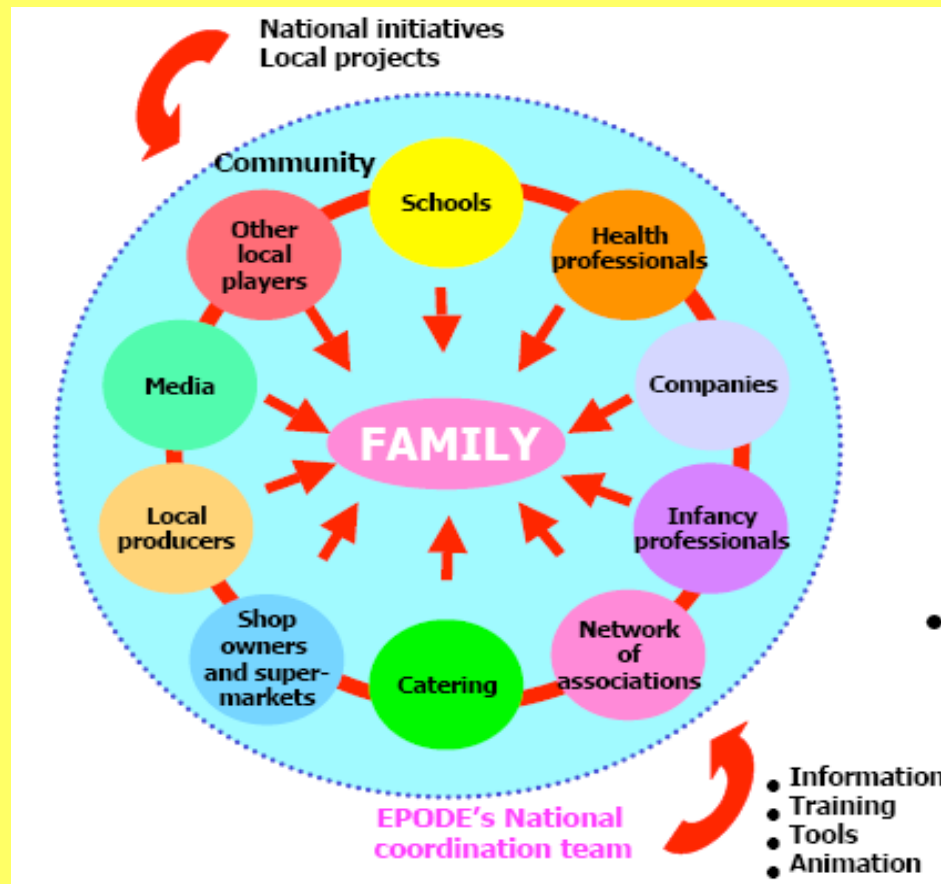 National initiatives
Local projects
Community
Schools
Health
professionals
Companies
Infancy
professionals
Network
of
associations
Catering
Shop
owners
and super-
markets
Local
producers
Media
Other
local
players
FAMILY
EPODE's National
coordination team
•
• Information
• Training
• Tools
• Animation